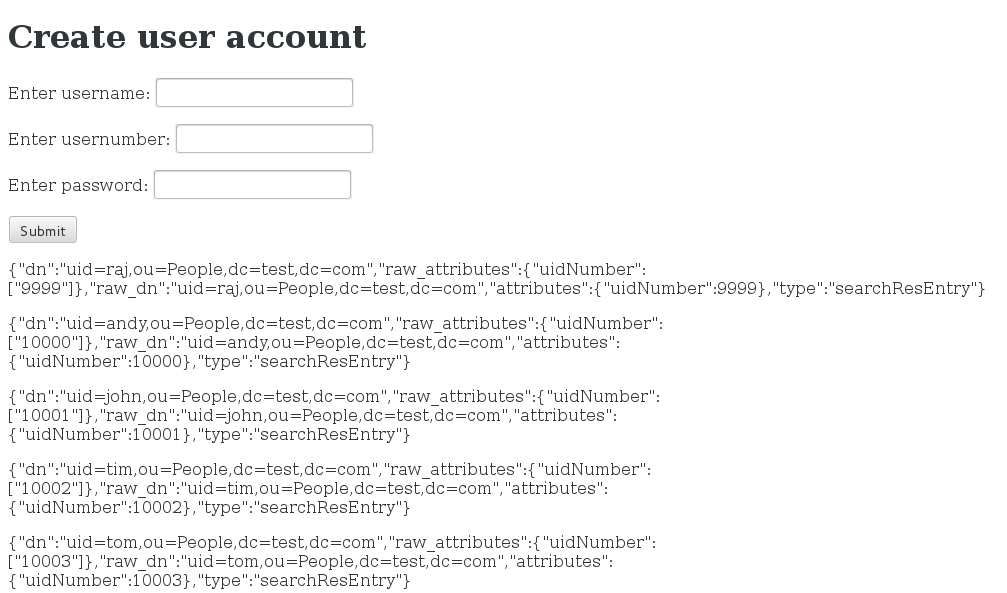 Create user account
Enter username:
Enter usernumber:
Enter password:
Submit
{"dn":"uid=raj,ou=People,dc=test,dc=com","raw_attributes":{"uidNumber":
["9999"]},"raw_dn":"uid=raj,ou=People,dc=test,dc=com","attributes":{"uidNumber":9999},"type":"searchResEntry"}
{"dn":"uid=andy,ou=People,dc=test,dc=com","raw_attributes":{"uidNumber":
["10000"]},"raw_dn":"uid=andy,ou=People,dc=test,dc=com","attributes":
{"uidNumber":10000},"type":"searchResEntry"}
{"dn":"uid=john,ou=People,dc=test,dc=com","raw_attributes":{"uidNumber":
["10001"]},"raw_dn":"uid=john,ou=People,dc=test,dc=com","attributes":
{"uidNumber":10001},"type":"searchResEntry"}
{"dn":"uid=tim,ou=People,dc=test,dc=com","raw_attributes":{"uidNumber":
["10002"]},"raw_dn":"uid=tim,ou=People,dc=test,dc=com","attributes":
{"uidNumber":10002},"type":"searchResEntry"}
{"dn":"uid=tom,ou=People,dc=test,dc=com","raw_attributes":{"uidNumber":
["10003"]},"raw_dn":"uid=tom,ou=People,dc=test,dc=com","attributes":
{"uidNumber":10003},"type":"searchResEntry"}